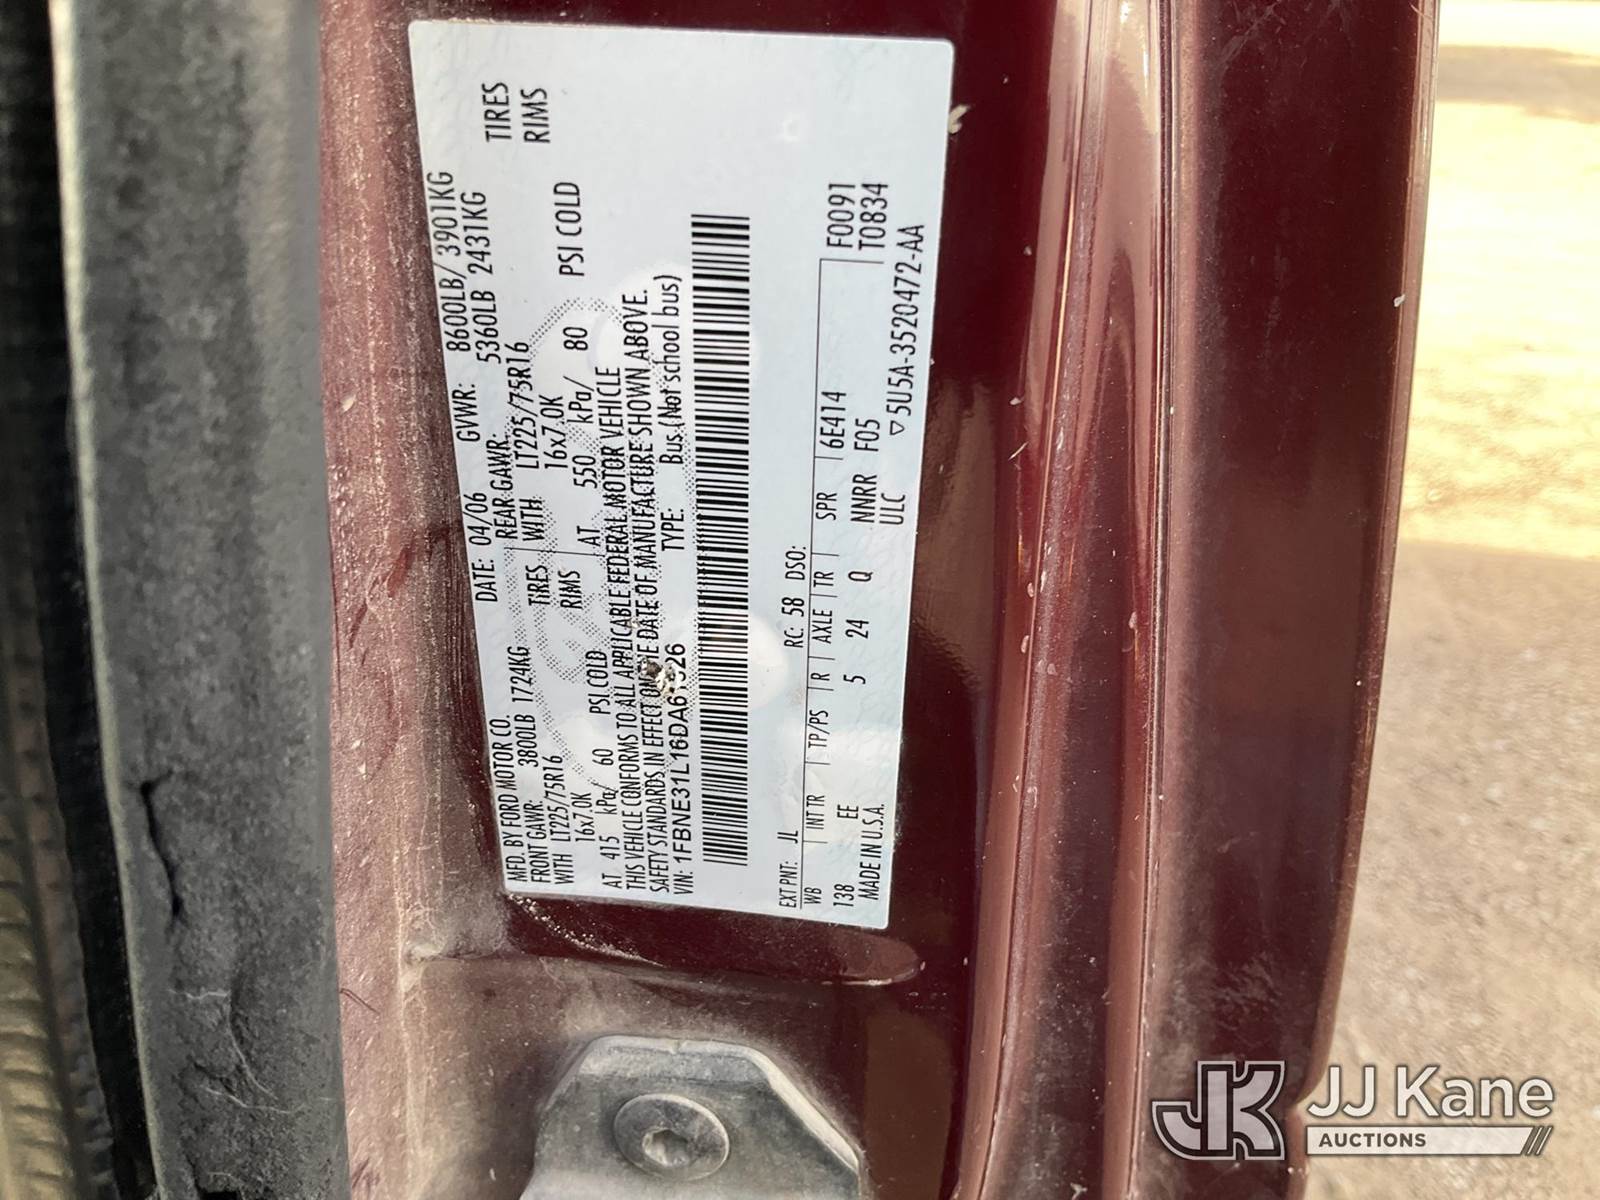 MFD. BY FORD MOTOR CO. DATE: 04/06 GVWR: 8600LB/ 3901KG
FRONT GAWR: 3800LB 1724KG REAR GAWR: 5360LB 2431KG
WITH LT225/75R16 TIRES WITH LT225/75R16 TIRES
16x7.0K RIMS 16x7.0K RIMS
AT 415 kPa/ 60 PSI COLD AT 550 kPa/ 80 PSI COLD
THIS VEHICLE CONFORMS TO ALL APPLICABLE FEDERAL MOTOR VEHICLE
SAFETY STANDARDS IN EFFECT ON THE DATE OF MANUFACTURE SHOWN ABOVE.
VIN: TYPE: Bus (Not school bus)
EXT PNT: JL RC: 58 DSO:
WB INT TR TP/PS R AXLE TR SPR 6E414 F0091
138 EE 5 24 Q NNRR F05 T0834
MADE IN U.S.A. ULC
▽5U5A-3520472-AA
JK JJ Kane
AUCTIONS